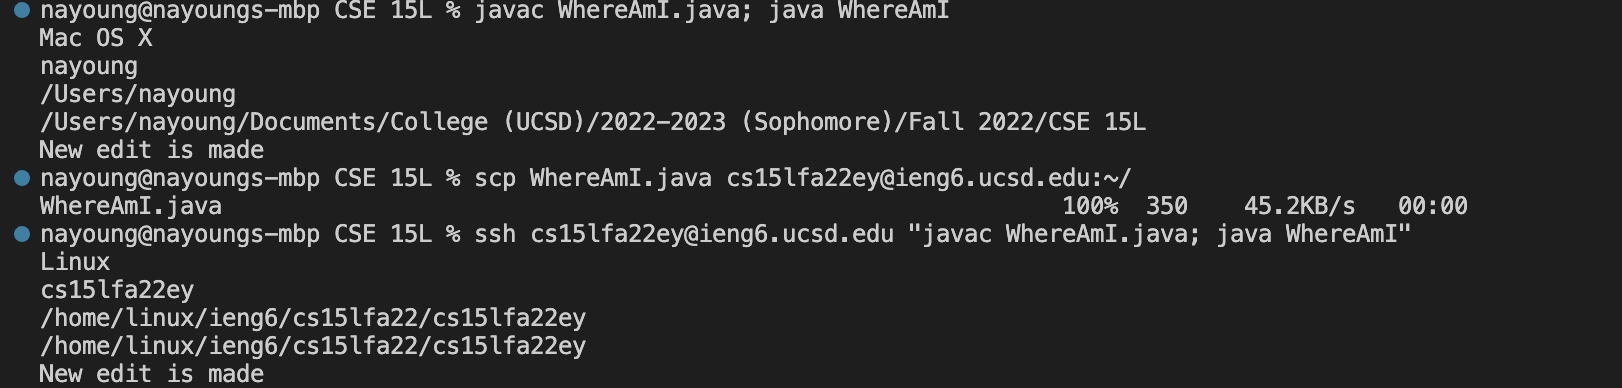 nayoung@nayoungs-mbp CSE 15L % javac WhereAmI.java; java WhereAmI
Mac OS X
nayoung
/Users/nayoung
/Users/nayoung/Documents/College (UCSD)/2022-2023 (Sophomore)/Fall 2022/CSE 15L
New edit is made
nayoung@nayoungs-mbp CSE 15L % scp WhereAmI.java cs15lfa22ey@ieng6.ucsd.edu:~/
WhereAmI.java 100% 350 45.2KB/s 00:00
nayoung@nayoungs-mbp CSE 15L % ssh cs15lfa22ey@ieng6.ucsd.edu "javac WhereAmI.java; java WhereAmI"
Linux
cs15lfa22ey
/home/linux/ieng6/cs15lfa22/cs15lfa22ey
/home/linux/ieng6/cs15lfa22/cs15lfa22ey
New edit is made